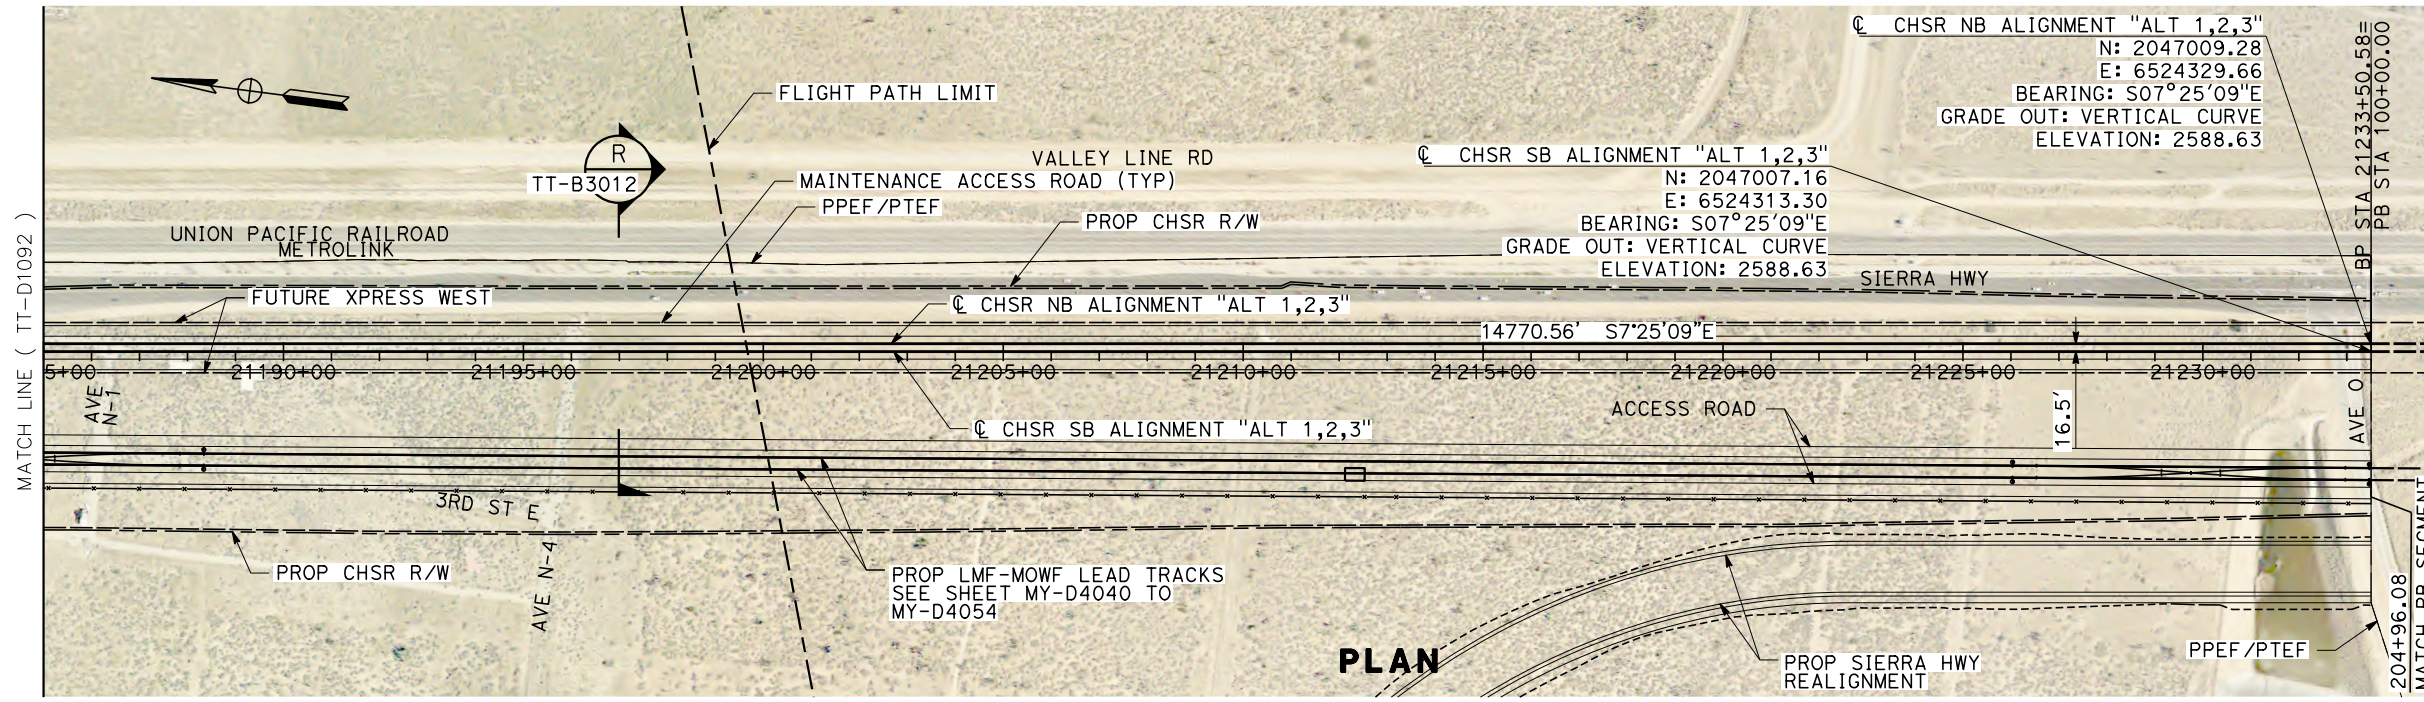 ℄ CHSR NB ALIGNMENT "ALT 1,2,3"
N: 2047009.28
E: 6524329.66
BEARING: S07°25'09"E
GRADE OUT: VERTICAL CURVE
ELEVATION: 2588.63
BP STA 21233+50.58=
PB STA 100+00.00
FLIGHT PATH LIMIT
R
TT-B3012
VALLEY LINE RD
℄ CHSR SB ALIGNMENT "ALT 1,2,3"
N: 2047007.16
E: 6524313.30
BEARING: S07°25'09"E
GRADE OUT: VERTICAL CURVE
ELEVATION: 2588.63
MAINTENANCE ACCESS ROAD (TYP)
PPEF/PTEF
PROP CHSR R/W
UNION PACIFIC RAILROAD
METROLINK
SIERRA HWY
FUTURE XPRESS WEST
℄ CHSR NB ALIGNMENT "ALT 1,2,3"
14770.56' S7°25'09"E
MATCH LINE ( TT-D1092 )
5+00
21190+00
21195+00
21200+00
21205+00
21210+00
21215+00
21220+00
21225+00
21230+00
AVE
N-1
℄ CHSR SB ALIGNMENT "ALT 1,2,3"
ACCESS ROAD
16.5'
AVE O
3RD ST E
PROP CHSR R/W
AVE N-4
PROP LMF-MOWF LEAD TRACKS
SEE SHEET MY-D4040 TO
MY-D4054
PLAN
PROP SIERRA HWY
REALIGNMENT
PPEF/PTEF
204+96.08
MATCH PB SEGMENT